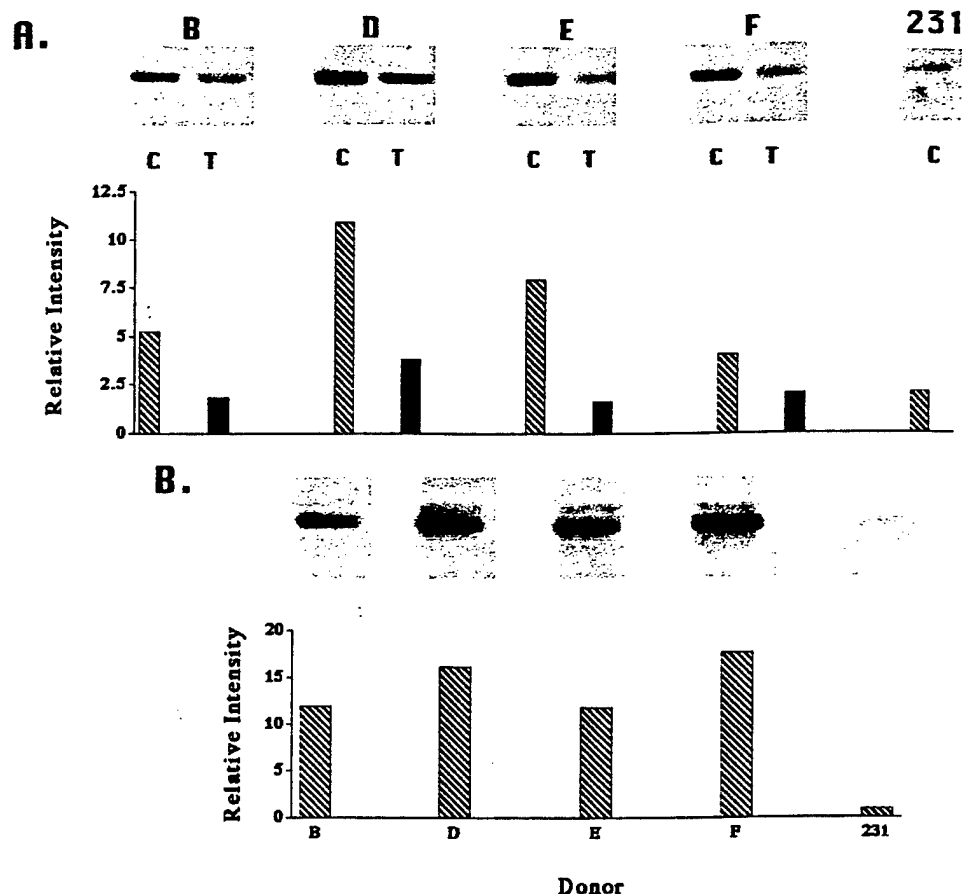 A.
B D E F 231
C T C T C T C T C
Relative Intensity
12.5
10
7.5
5
2.5
0
B.
Relative Intensity
20
15
10
5
0
B D E F 231
Donor